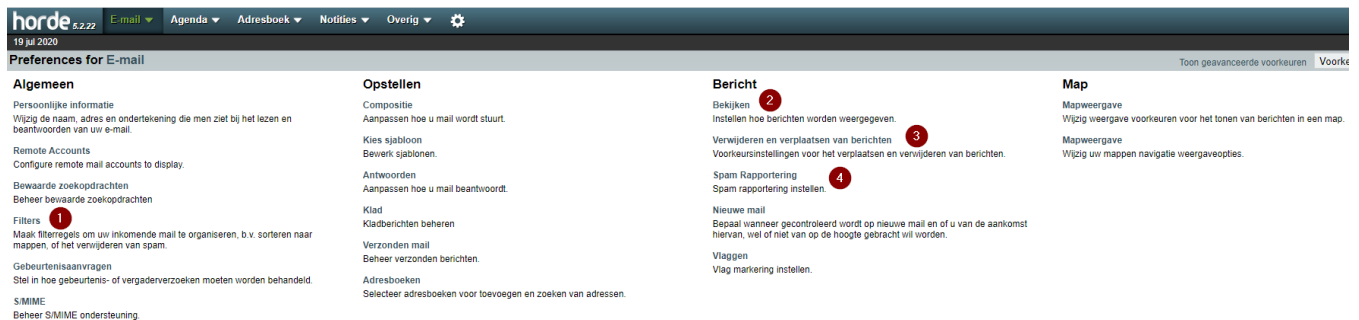 horde 5.2.22 E-mail Agenda Adresboek Notities Overig
19 jul 2020
Preferences for E-mail Toon geavanceerde voorkeuren Voorke
Algemeen
Persoonlijke informatie
Wijzig de naam, adres en ondertekening die men ziet bij het lezen en
beantwoorden van uw e-mail.
Remote Accounts
Configure remote mail accounts to display.
Bewaarde zoekopdrachten
Beheer bewaarde zoekopdrachten
Filters 1
Maak filterregels om uw inkomende mail te organiseren, b.v. sorteren naar
mappen, of het verwijderen van spam.
Gebeurtenisaanvragen
Stel in hoe gebeurtenis- of vergaderverzoeken moeten worden behandeld.
S/MIME
Beheer S/MIME ondersteuning.
Opstellen
Compositie
Aanpassen hoe u mail wordt stuurt.
Kies sjabloon
Bewerk sjablonen.
Antwoorden
Aanpassen hoe u mail beantwoordt.
Klad
Kladberichten beheren
Verzonden mail
Beheer verzonden berichten.
Adresboeken
Selecteer adresboeken voor toevoegen en zoeken van adressen.
Bericht
Bekijken 2
Instellen hoe berichten worden weergegeven.
Verwijderen en verplaatsen van berichten 3
Voorkeursinstellingen voor het verplaatsen en verwijderen van berichten.
Spam Rapportering 4
Spam rapportering instellen.
Nieuwe mail
Bepaal wanneer gecontroleerd wordt op nieuwe mail en of u van de aankomst
hiervan, wel of niet van op de hoogte gebracht wil worden.
Vlaggen
Vlag markering instellen.
Map
Mapweergave
Wijzig weergave voorkeuren voor het tonen van berichten in een map.
Mapweergave
Wijzig uw mappen navigatie weergaveopties.